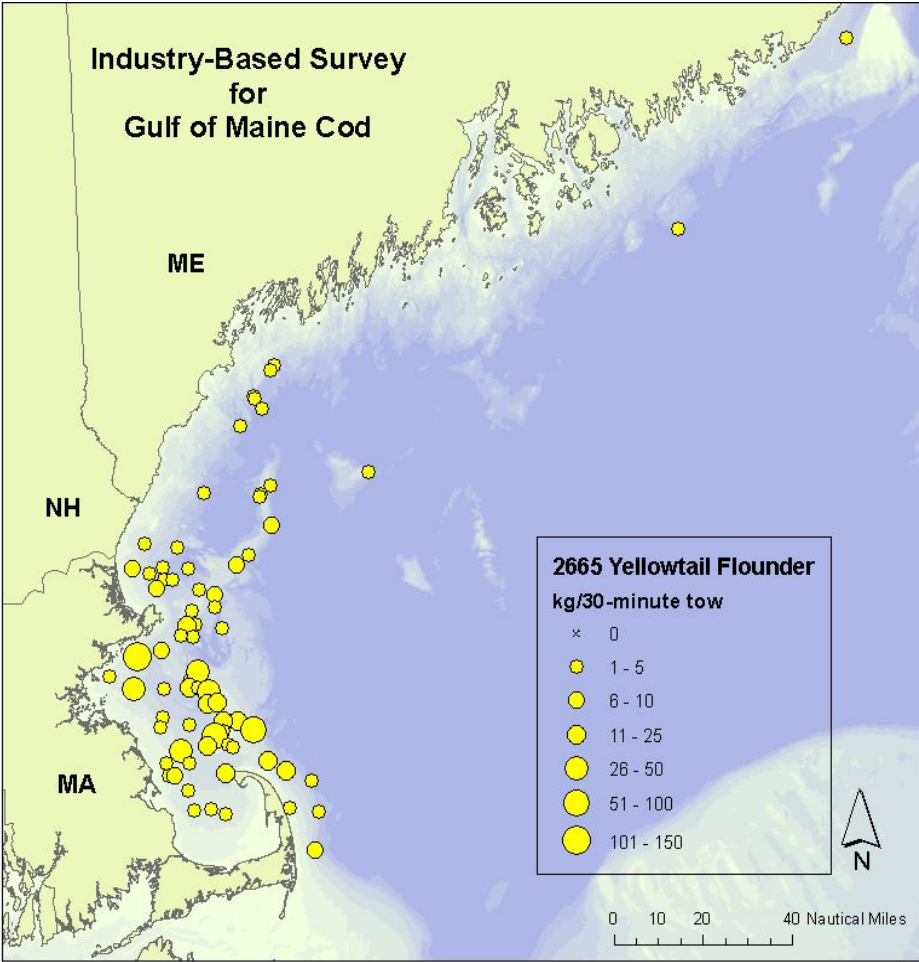 Industry-Based Survey
for
Gulf of Maine Cod
ME
NH
MA
2665 Yellowtail Flounder
kg/30-minute tow
0
1 - 5
6 - 10
11 - 25
26 - 50
51 - 100
101 - 150
N
0 10 20 40 Nautical Miles